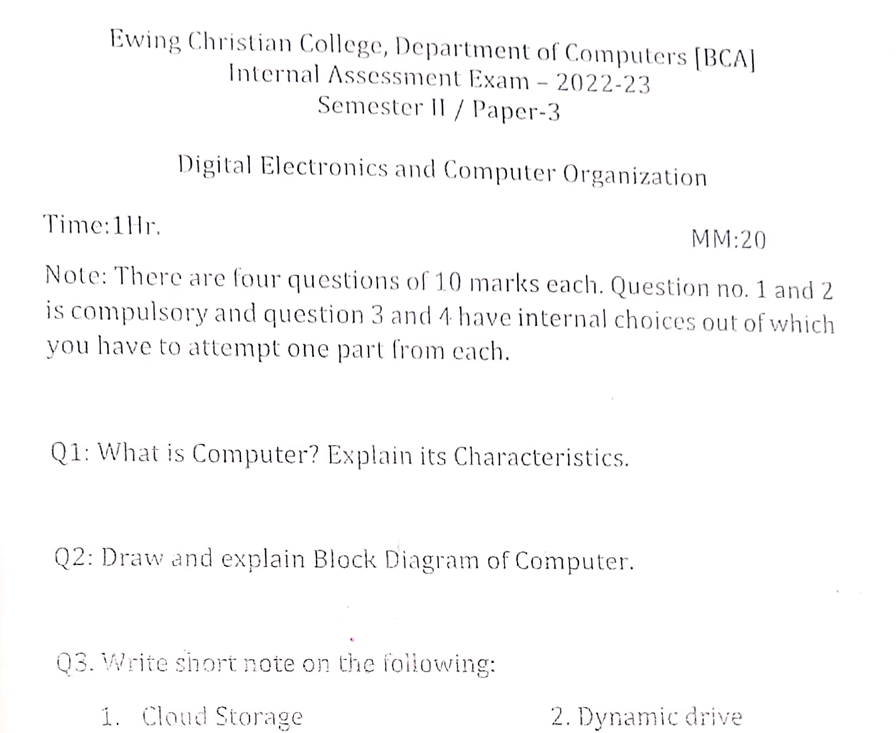 Ewing Christian College, Department of Computers [BCA]
Internal Assessment Exam – 2022-23
Semester II / Paper-3
Digital Electronics and Computer Organization
Time:1Hr.
MM:20
Note: There are four questions of 10 marks each. Question no. 1 and 2
is compulsory and question 3 and 4 have internal choices out of which
you have to attempt one part from each.
Q1: What is Computer? Explain its Characteristics.
Q2: Draw and explain Block Diagram of Computer.
Q3. Write short note on the following:
1. Cloud Storage 2. Dynamic drive